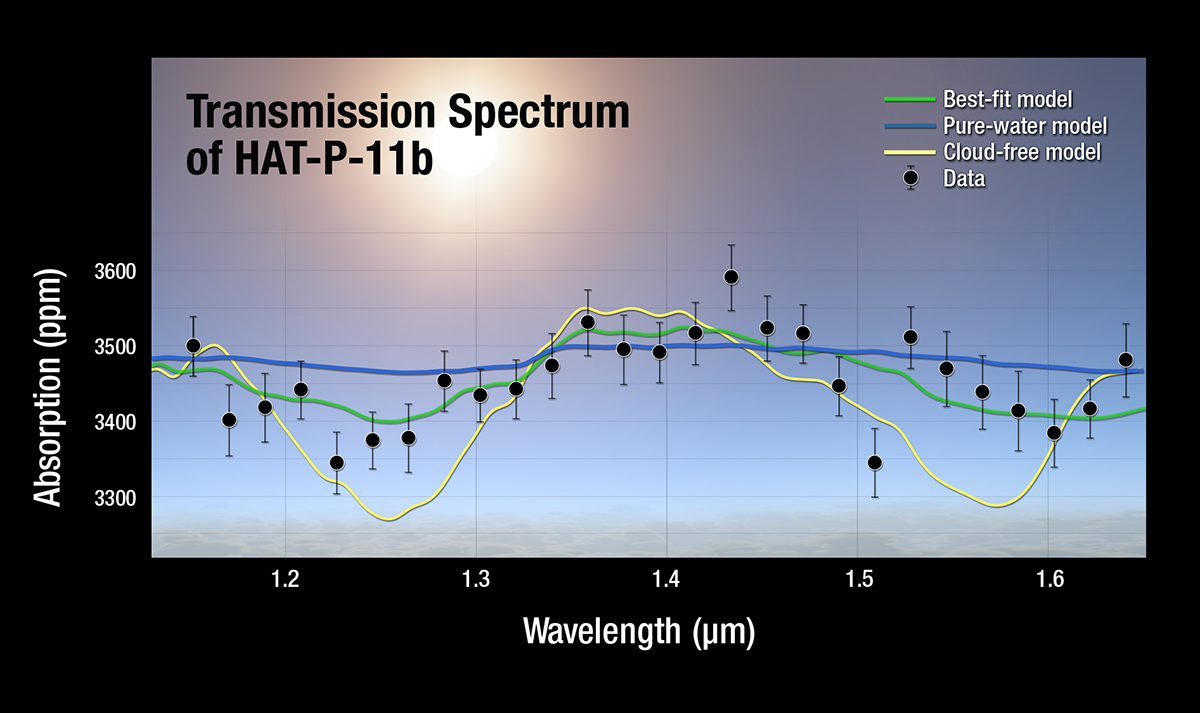 Transmission Spectrum
of HAT-P-11b
Best-fit model
Pure-water model
Cloud-free model
Data
Absorption (ppm)
3600
3500
3400
3300
1.2 1.3 1.4 1.5 1.6
Wavelength (µm)